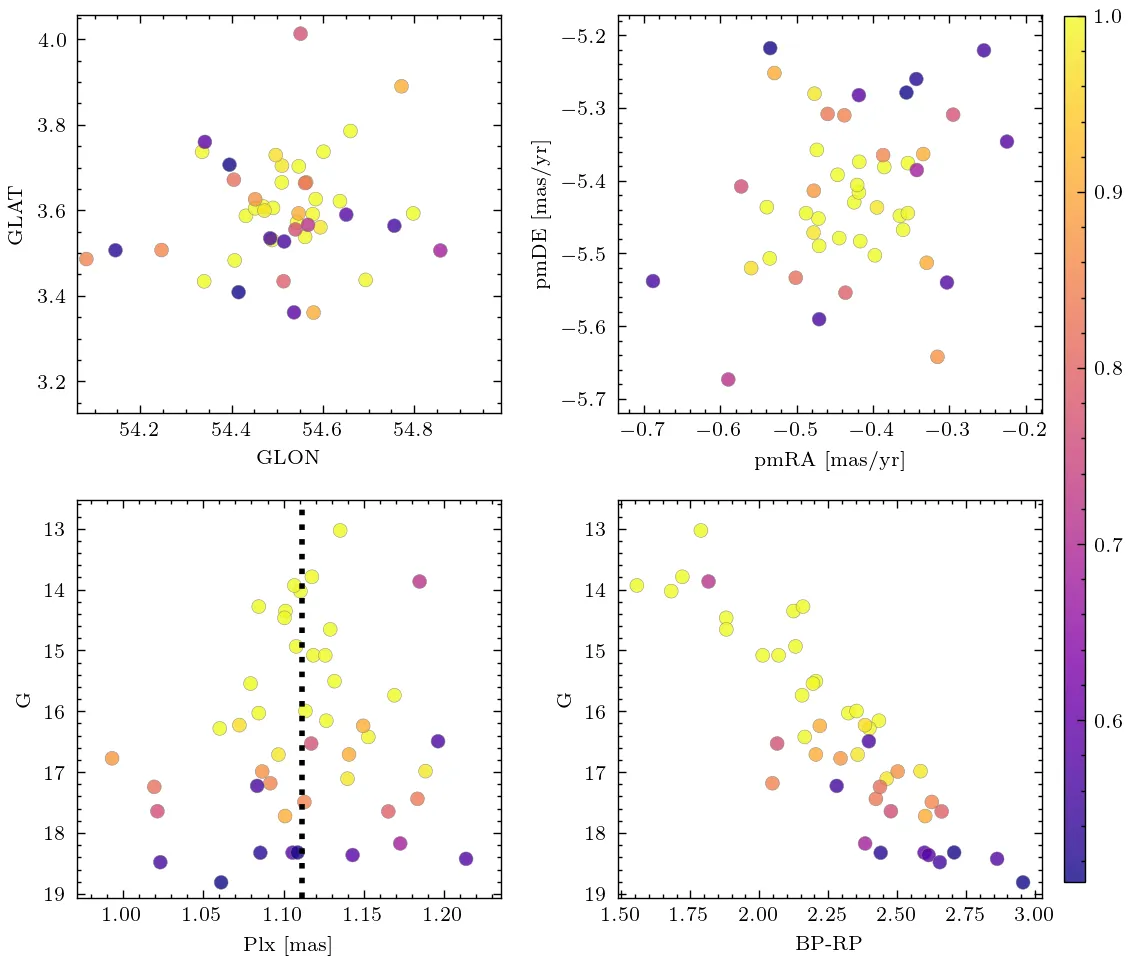 4.0
3.8
3.6
3.4
3.2
GLAT
54.2 54.4 54.6 54.8
GLON
−5.2
−5.3
−5.4
−5.5
−5.6
−5.7
pmDE [mas/yr]
−0.7 −0.6 −0.5 −0.4 −0.3 −0.2
pmRA [mas/yr]
13
14
15
16
17
18
19
G
1.00 1.05 1.10 1.15 1.20
Plx [mas]
13
14
15
16
17
18
19
G
1.50 1.75 2.00 2.25 2.50 2.75 3.00
BP-RP
1.0
0.9
0.8
0.7
0.6